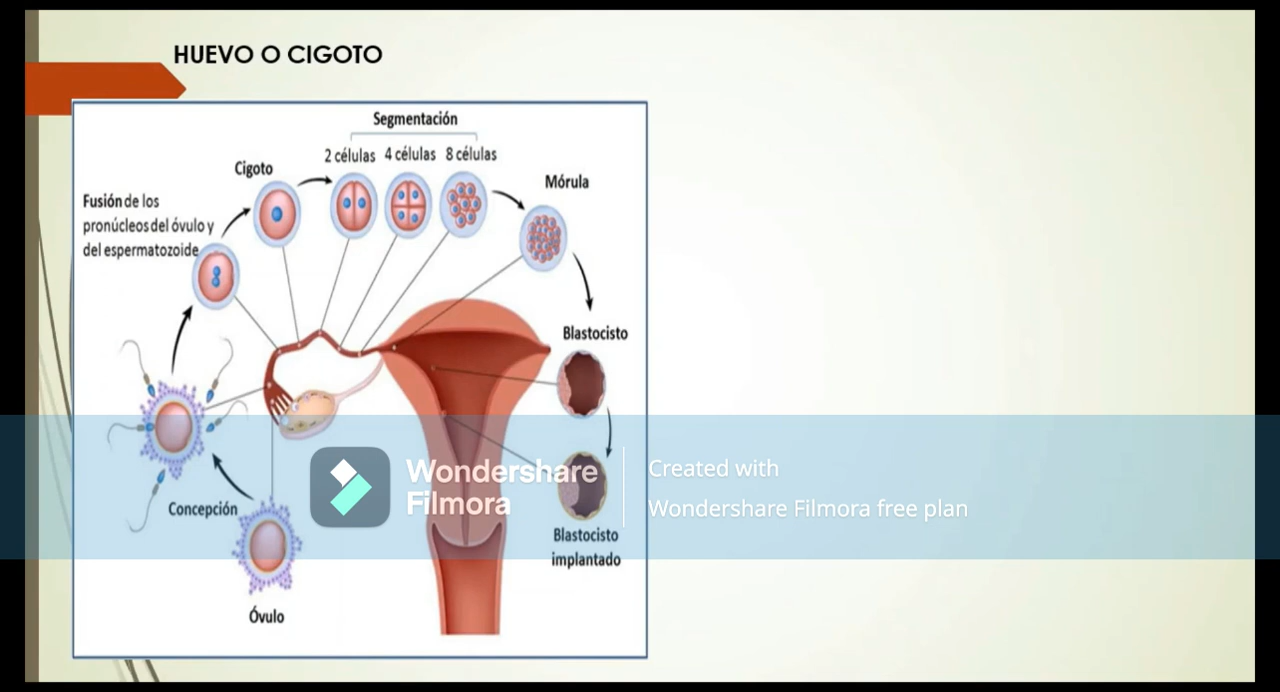 HUEVO O CIGOTO
Segmentación
2 células 4 células 8 células
Cigoto
Mórula
Fusión de los
pronúcleos del óvulo y
del espermatozoide
Blastocisto
Wondershare
Filmora
Created with
Wondershare Filmora free plan
Concepción
Blastocisto
implantado
Óvulo